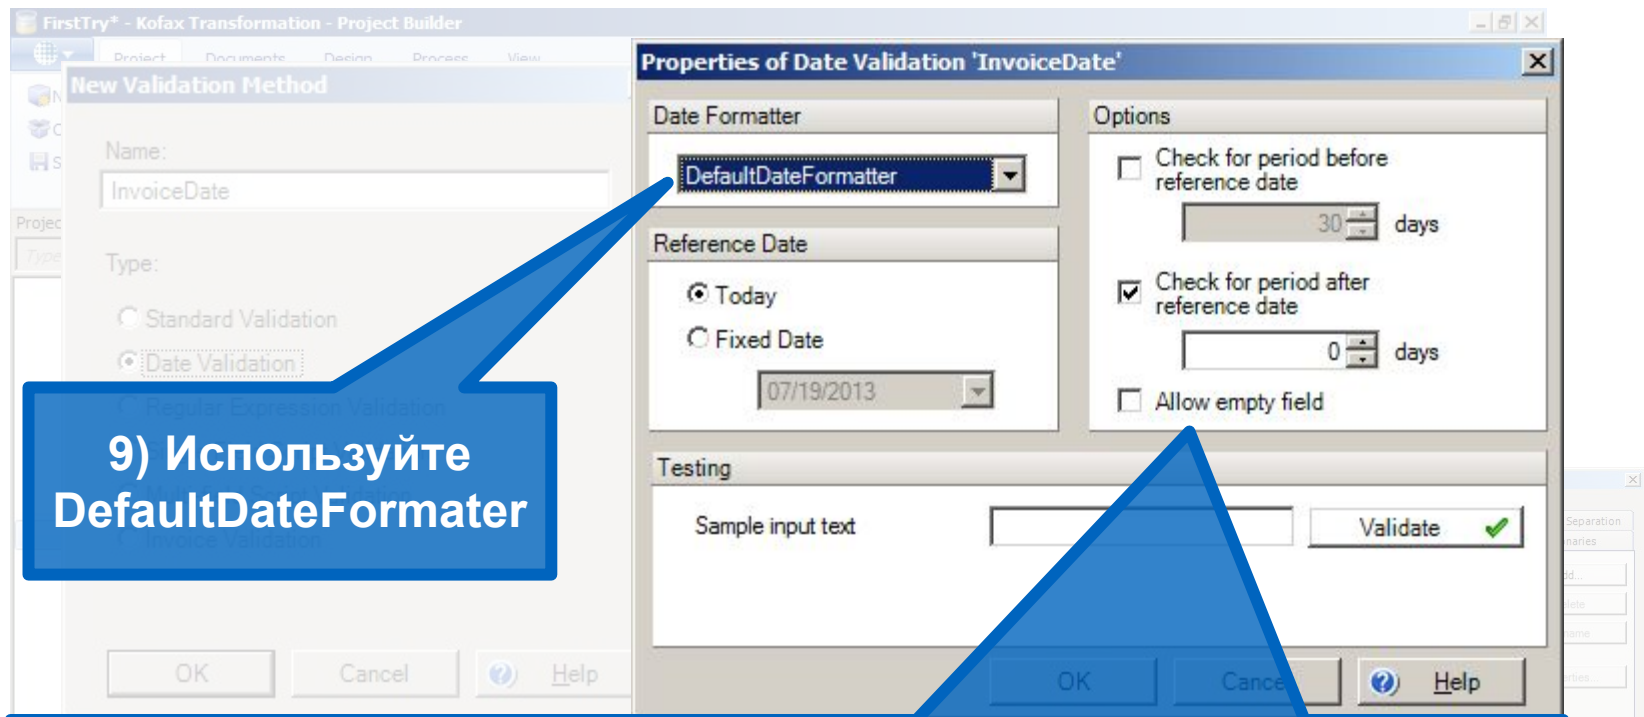 FirstTry* - Kofax Transformation - Project Builder
Project Documents Design Process View
New Validation Method
Name:
InvoiceDate
Projec
Type
Type:
Standard Validation
Date Validation
Regular Expression Validation
Invoice Validation
OK Cancel Help
9) Используйте
DefaultDateFormater
Properties of Date Validation 'InvoiceDate'
Date Formatter
DefaultDateFormatter
Reference Date
Today
Fixed Date
07/19/2013
Options
Check for period before
reference date
30 days
Check for period after
reference date
0 days
Allow empty field
Testing
Sample input text
Validate
OK Cancel Help
Separation